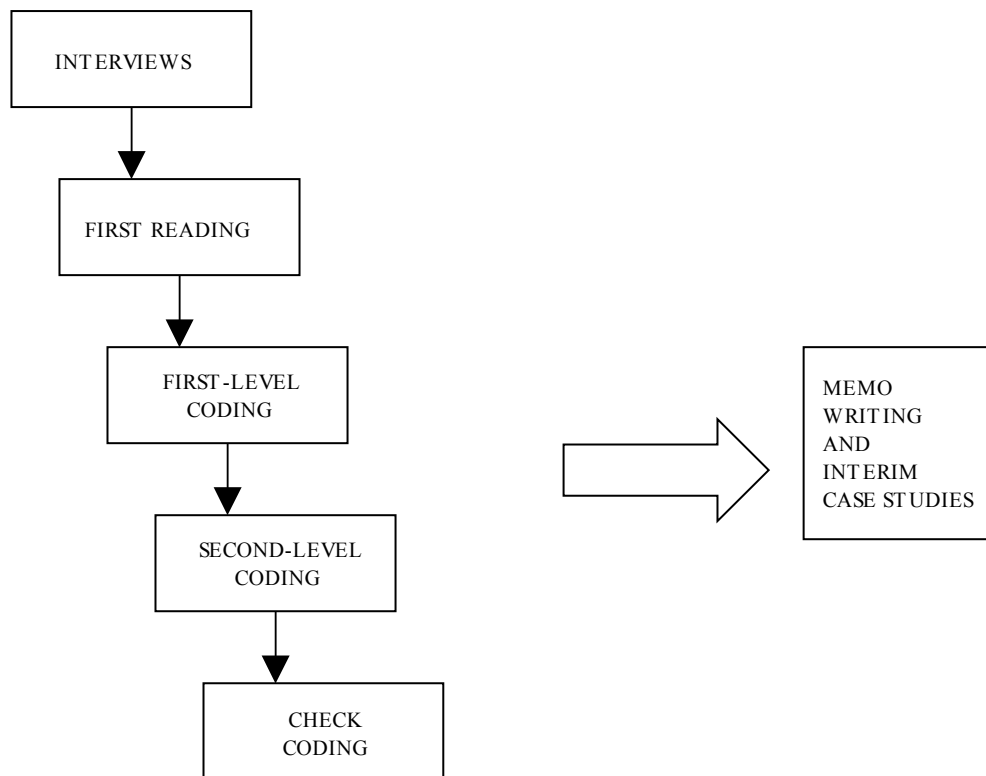 INTERVIEWS
FIRST READING
FIRST-LEVEL
CODING
SECOND-LEVEL
CODING
CHECK
CODING
MEMO
WRITING
AND
INTERIM
CASE STUDIES